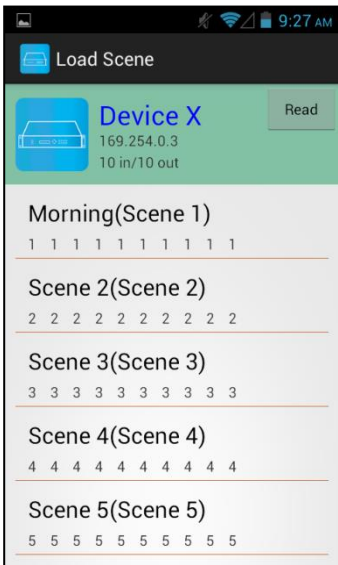 9:27 AM
Load Scene
Device X
Read
169.254.0.3
10 in/10 out
Morning(Scene 1)
1 1 1 1 1 1 1 1 1 1
Scene 2(Scene 2)
2 2 2 2 2 2 2 2 2 2
Scene 3(Scene 3)
3 3 3 3 3 3 3 3 3 3
Scene 4(Scene 4)
4 4 4 4 4 4 4 4 4 4
Scene 5(Scene 5)
5 5 5 5 5 5 5 5 5 5